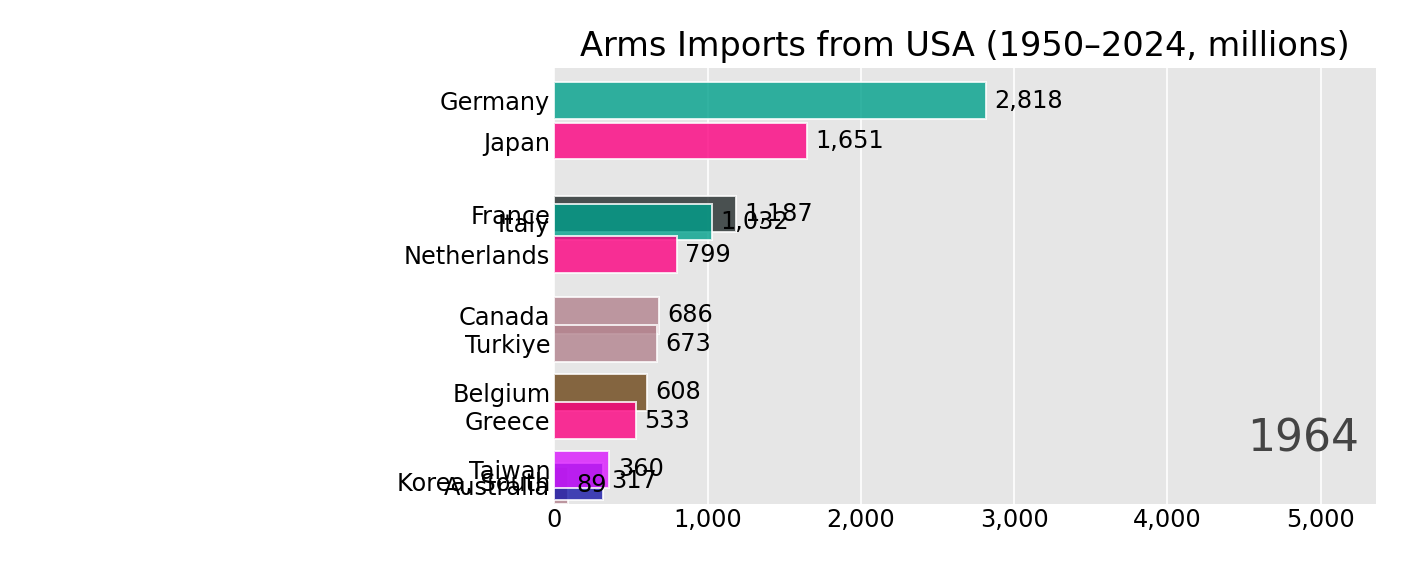 Arms Imports from USA (1950–2024, millions)
Germany 2,818
Japan 1,651
France 1,187
Italy 1,032
Netherlands 799
Canada 686
Turkiye 673
Belgium 608
Greece 533
1964
Taiwan 360
Korea, South 317
Australia 89
0 1,000 2,000 3,000 4,000 5,000